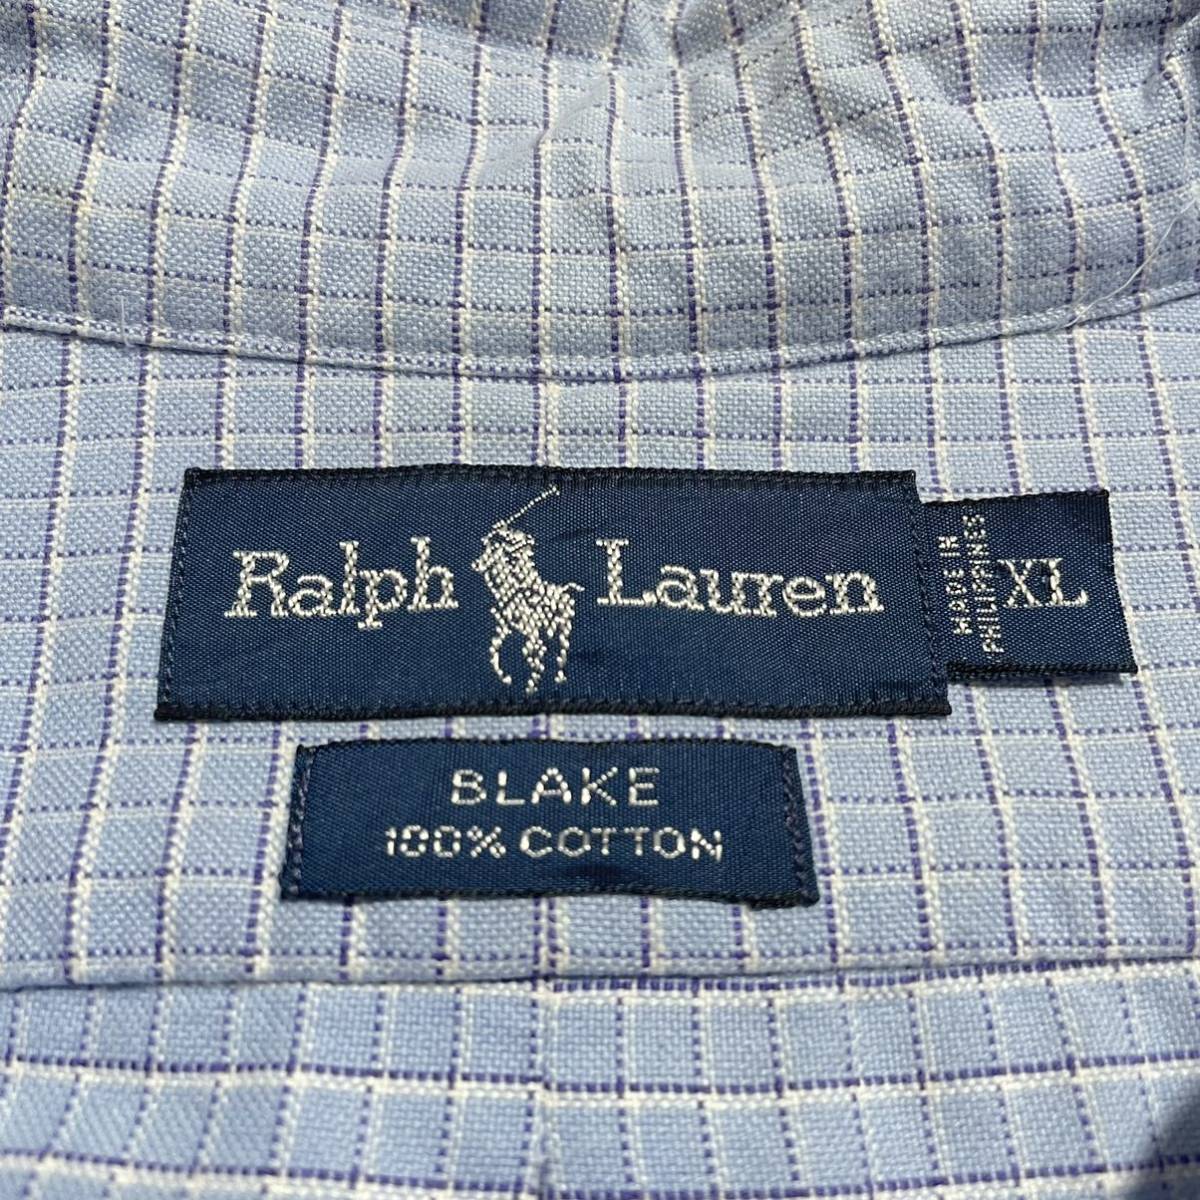 Ralph Lauren
MADE IN
PHILIPPINES
XL
BLAKE
100% COTTON